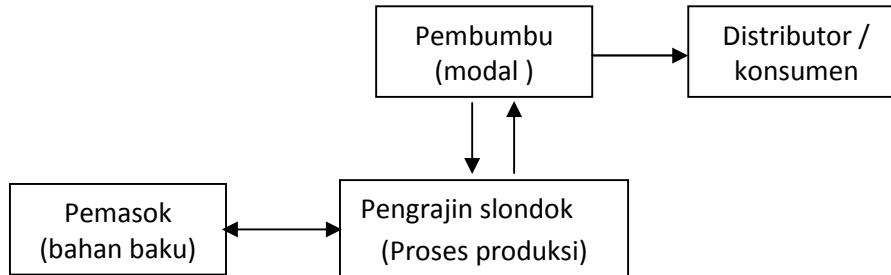 Pembumbu
(modal )
Distributor /
konsumen
Pemasok
(bahan baku)
Pengrajin slondok
(Proses produksi)